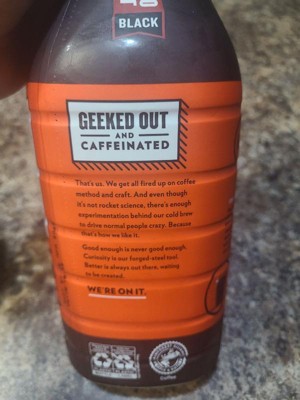 BLACK
GEEKED OUT
AND
CAFFEINATED
That's us. We get all fired up on coffee
method and craft. And even though
it's not rocket science, there's enough
experimentation behind our cold brew
to drive normal people crazy. Because
that's how we like it.
Good enough is never good enough.
Curiosity is our forged-steel tool.
Better is always out there, waiting
to be created.
WE'RE ON IT.
Coffee